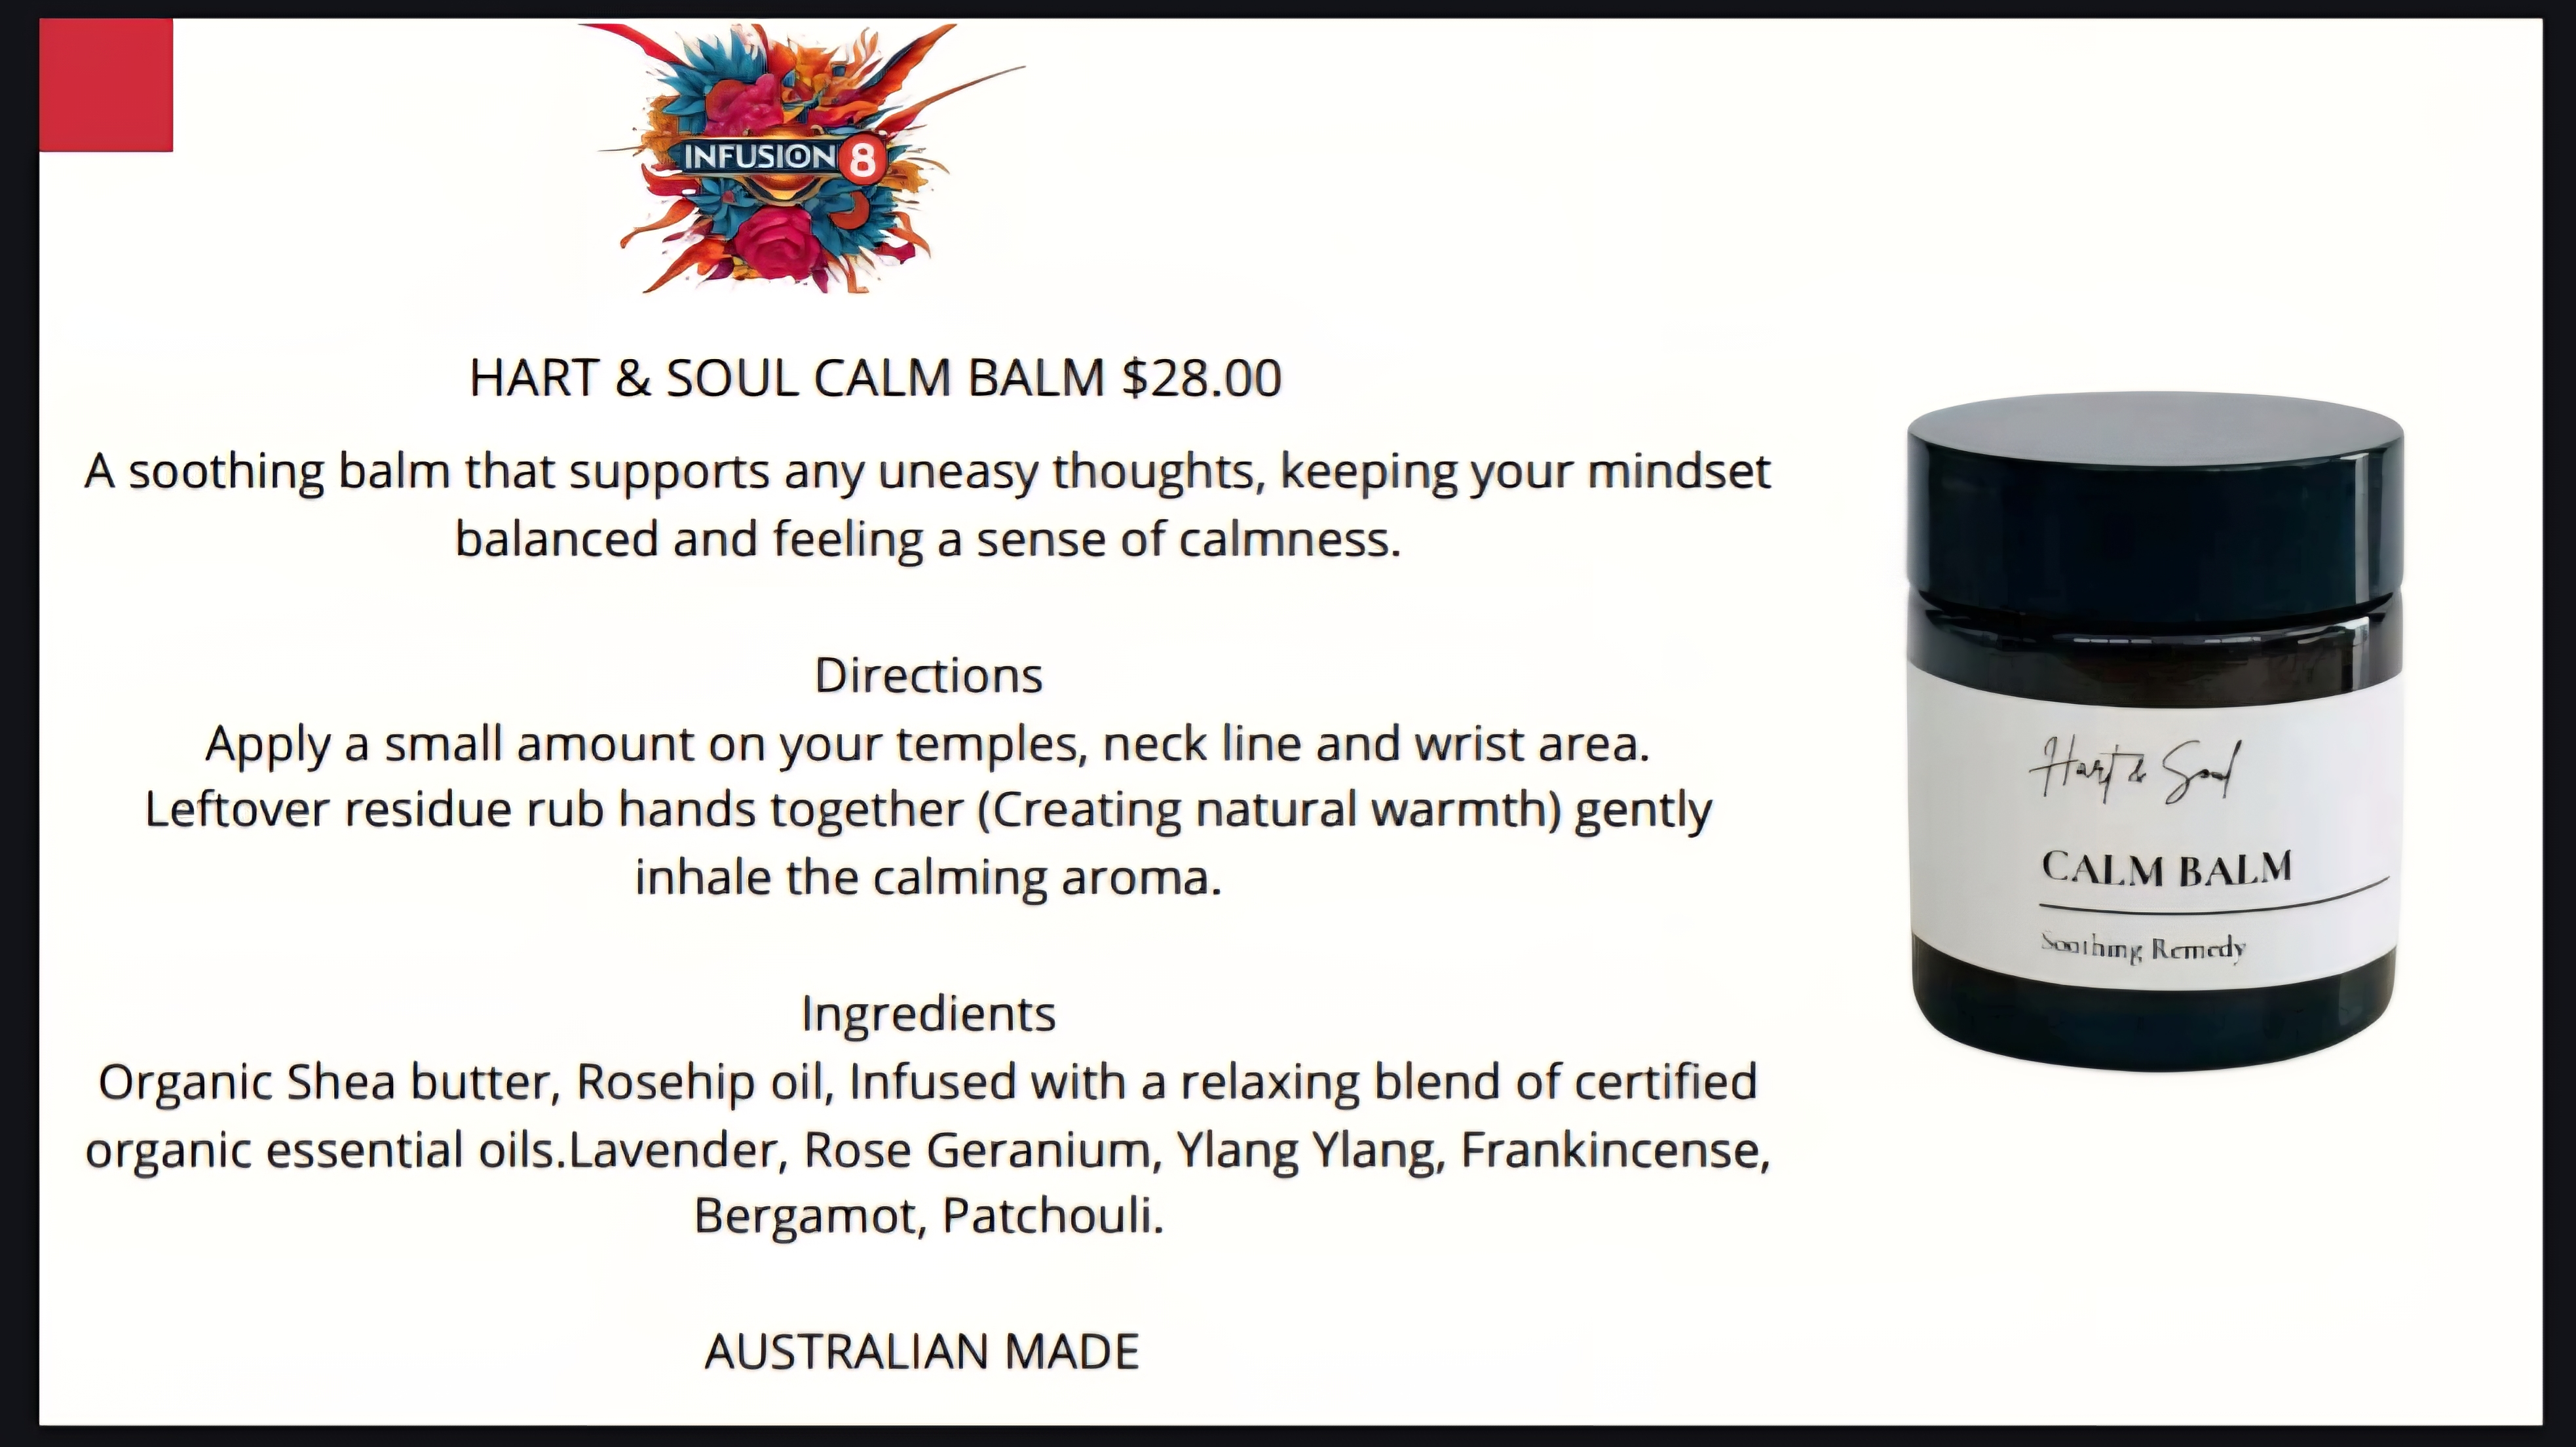 INFUSION 8
HART & SOUL CALM BALM $28.00
A soothing balm that supports any uneasy thoughts, keeping your mindset
balanced and feeling a sense of calmness.
Directions
Apply a small amount on your temples, neck line and wrist area.
Leftover residue rub hands together (Creating natural warmth) gently
inhale the calming aroma.
Ingredients
Organic Shea butter, Rosehip oil, Infused with a relaxing blend of certified
organic essential oils.Lavender, Rose Geranium, Ylang Ylang, Frankincense,
Bergamot, Patchouli.
AUSTRALIAN MADE
Hart & Soul
CALM BALM
Soothing Remedy